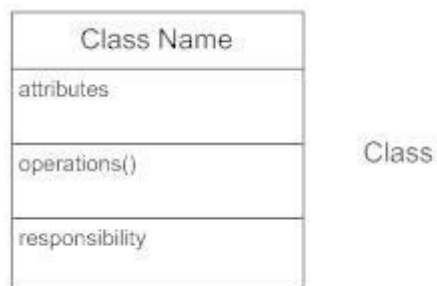 Class Name
attributes
operations()
Class
responsibility